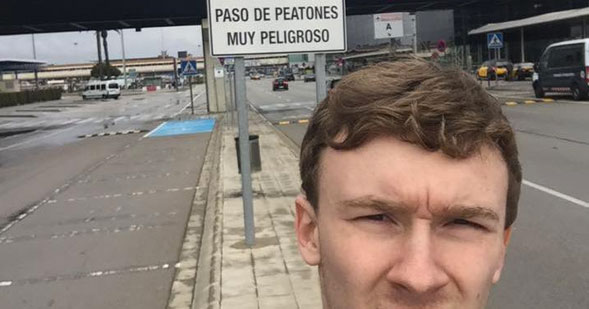 PASO DE PEATONES
MUY PELIGROSO
A